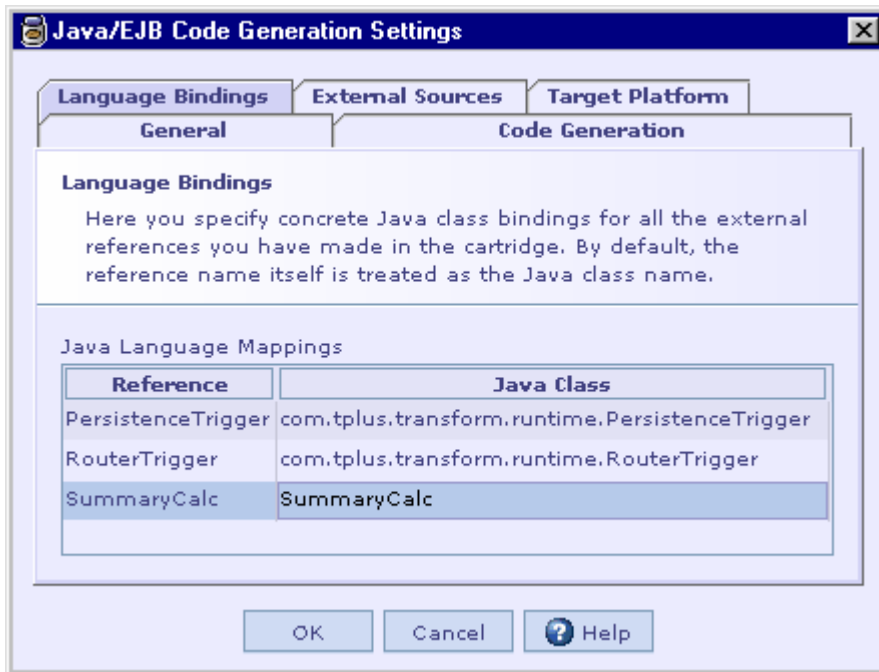 Java/EJB Code Generation Settings
Language Bindings External Sources Target Platform
General Code Generation
Language Bindings
Here you specify concrete Java class bindings for all the external
references you have made in the cartridge. By default, the
reference name itself is treated as the Java class name.
Java Language Mappings
Reference Java Class
PersistenceTrigger com.tplus.transform.runtime.PersistenceTrigger
RouterTrigger com.tplus.transform.runtime.RouterTrigger
SummaryCalc SummaryCalc
OK Cancel ? Help